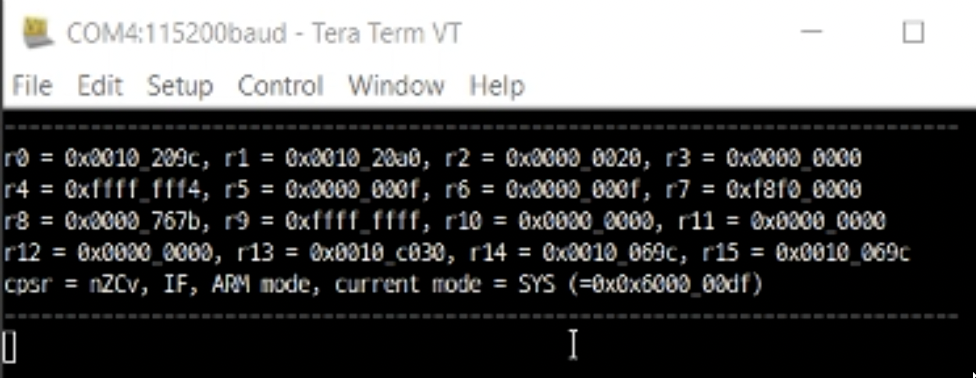 COM4:115200baud - Tera Term VT
File Edit Setup Control Window Help
--------------------------------------------------------------------------------
r0 = 0x0010_209c, r1 = 0x0010_20a0, r2 = 0x0000_0020, r3 = 0x0000_0000
r4 = 0xffff_fff4, r5 = 0x0000_000f, r6 = 0x0000_000f, r7 = 0xf8f0_0000
r8 = 0x0000_767b, r9 = 0xffff_ffff, r10 = 0x0000_0000, r11 = 0x0000_0000
r12 = 0x0000_0000, r13 = 0x0010_c030, r14 = 0x0010_069c, r15 = 0x0010_069c
cpsr = nZCv, IF, ARM mode, current mode = SYS (=0x0x6000_00df)
--------------------------------------------------------------------------------